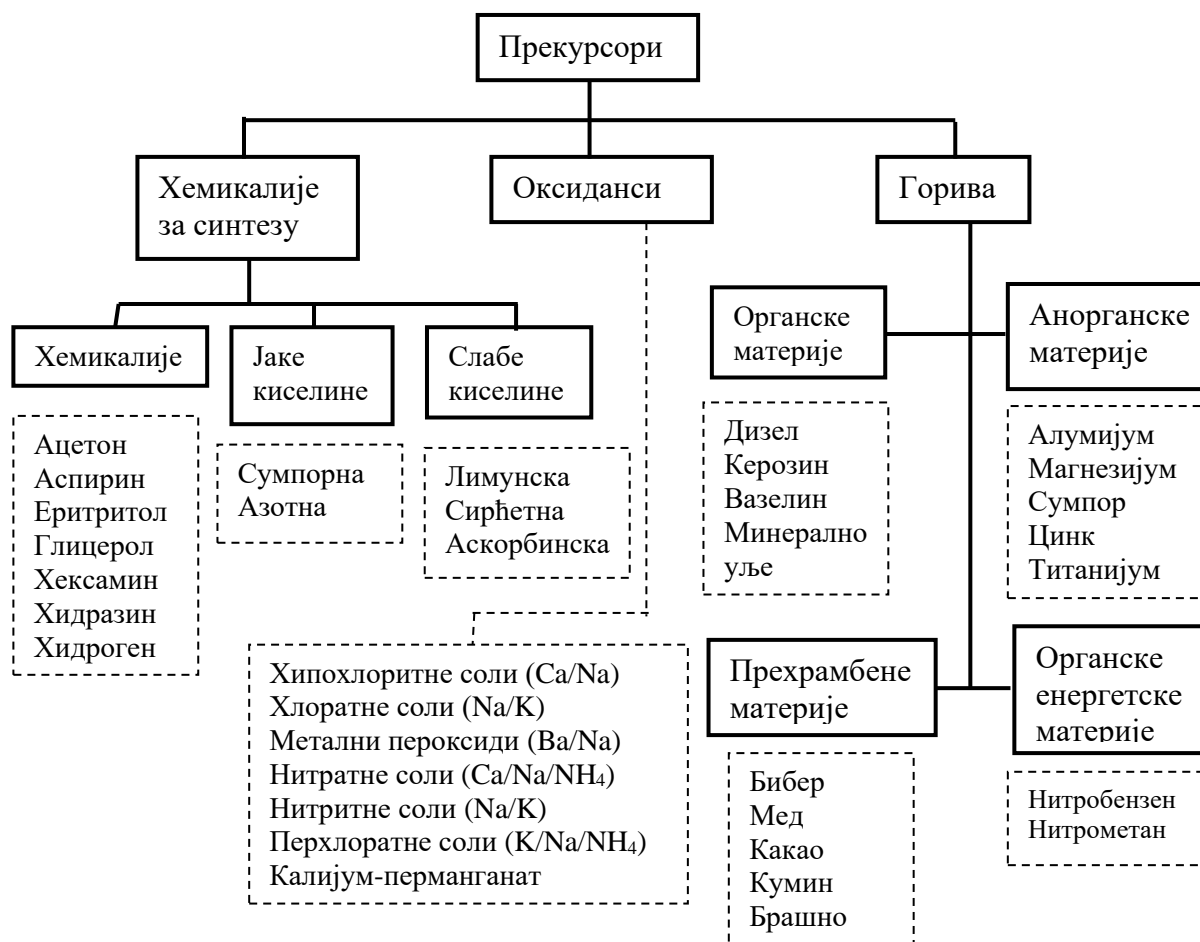 Прекурсори
Хемикалије
за синтезу
Оксиданси
Горива
Хемикалије
Јаке
киселине
Слабе
киселине
Органске
материје
Анорганске
материје
Ацетон
Аспирин
Еритритол
Глицерол
Хексамин
Хидразин
Хидроген
Сумпорна
Азотна
Лимунска
Сирћетна
Аскорбинска
Дизел
Керозин
Вазелин
Минерално
уље
Алумијум
Магнезијум
Сумпор
Цинк
Титанијум
Хипохлоритне соли (Ca/Na)
Хлоратне соли (Na/K)
Метални пероксиди (Ba/Na)
Нитратне соли (Ca/Na/NH₄)
Нитритне соли (Na/K)
Перхлоратне соли (K/Na/NH₄)
Калијум-перманганат
Прехрамбене
материје
Органске
енергетске
материје
Бибер
Мед
Какао
Кумин
Брашно
Нитробензен
Нитрометан